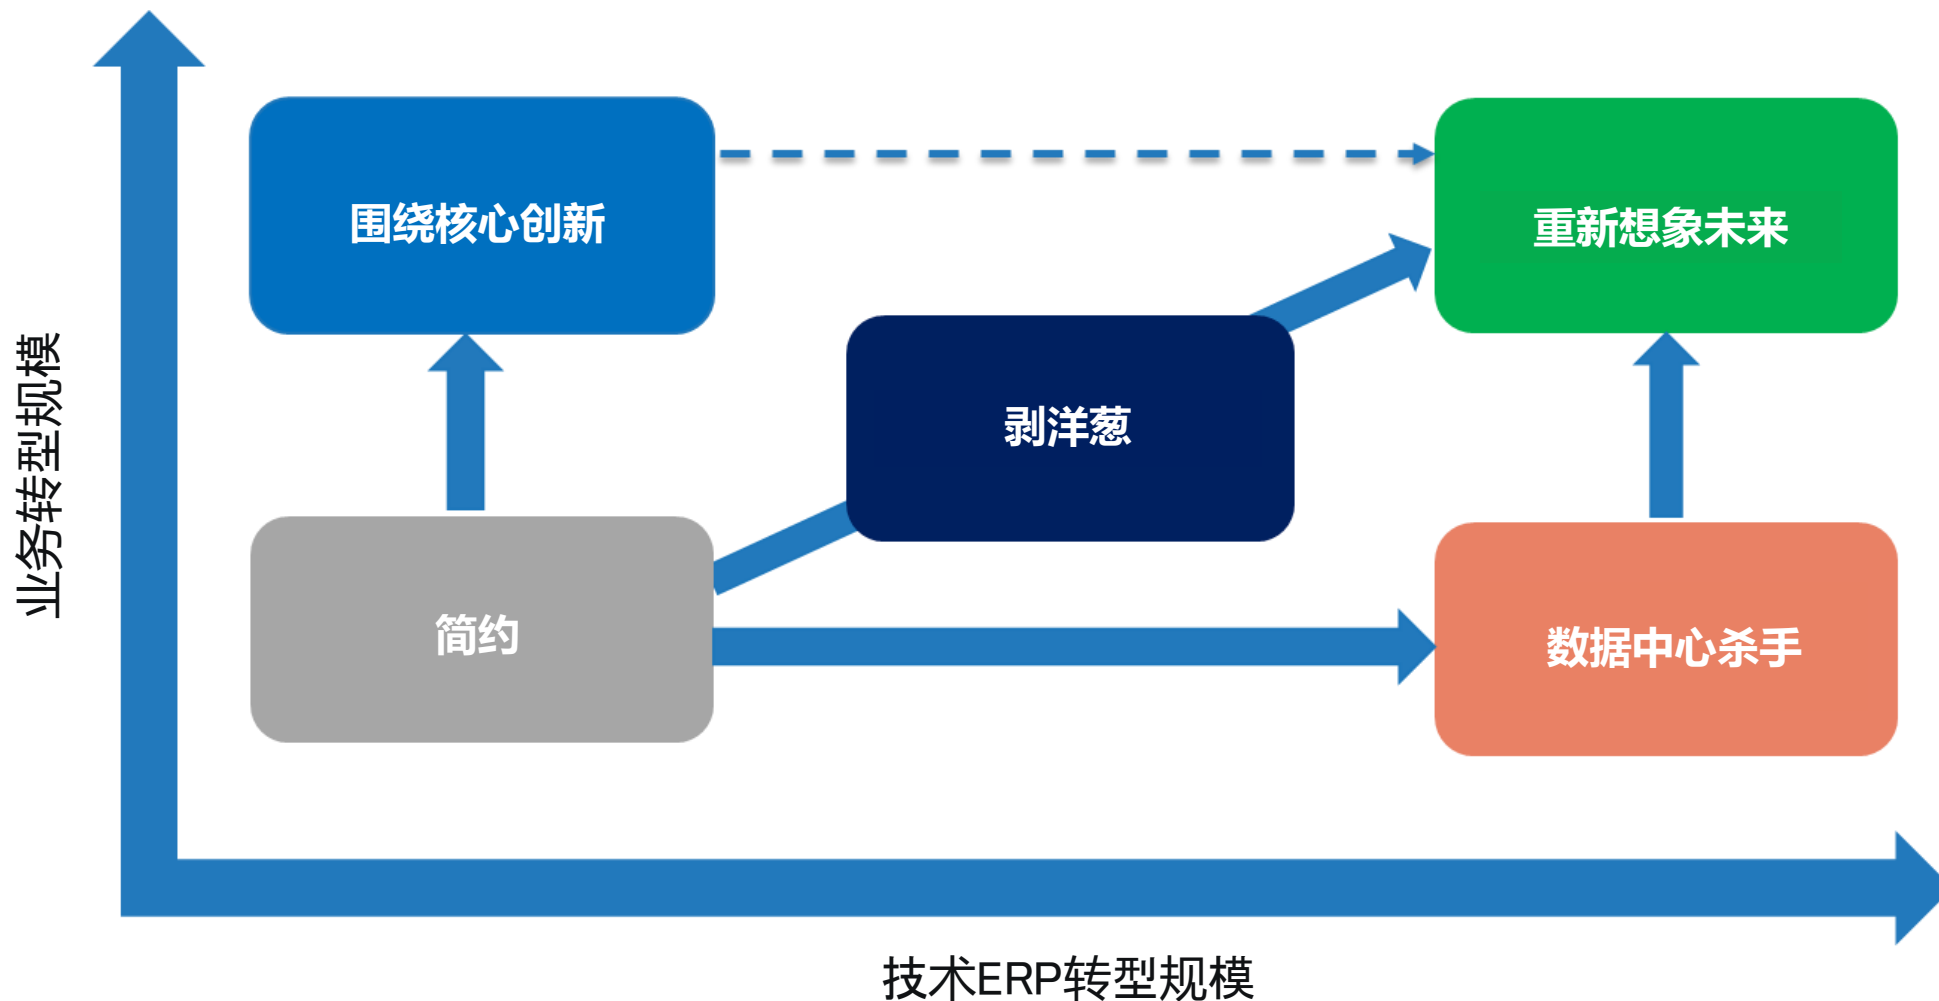 围绕核心创新
重新想象未来
剥洋葱
简约
数据中心杀手
业务转型规模
技术ERP转型规模